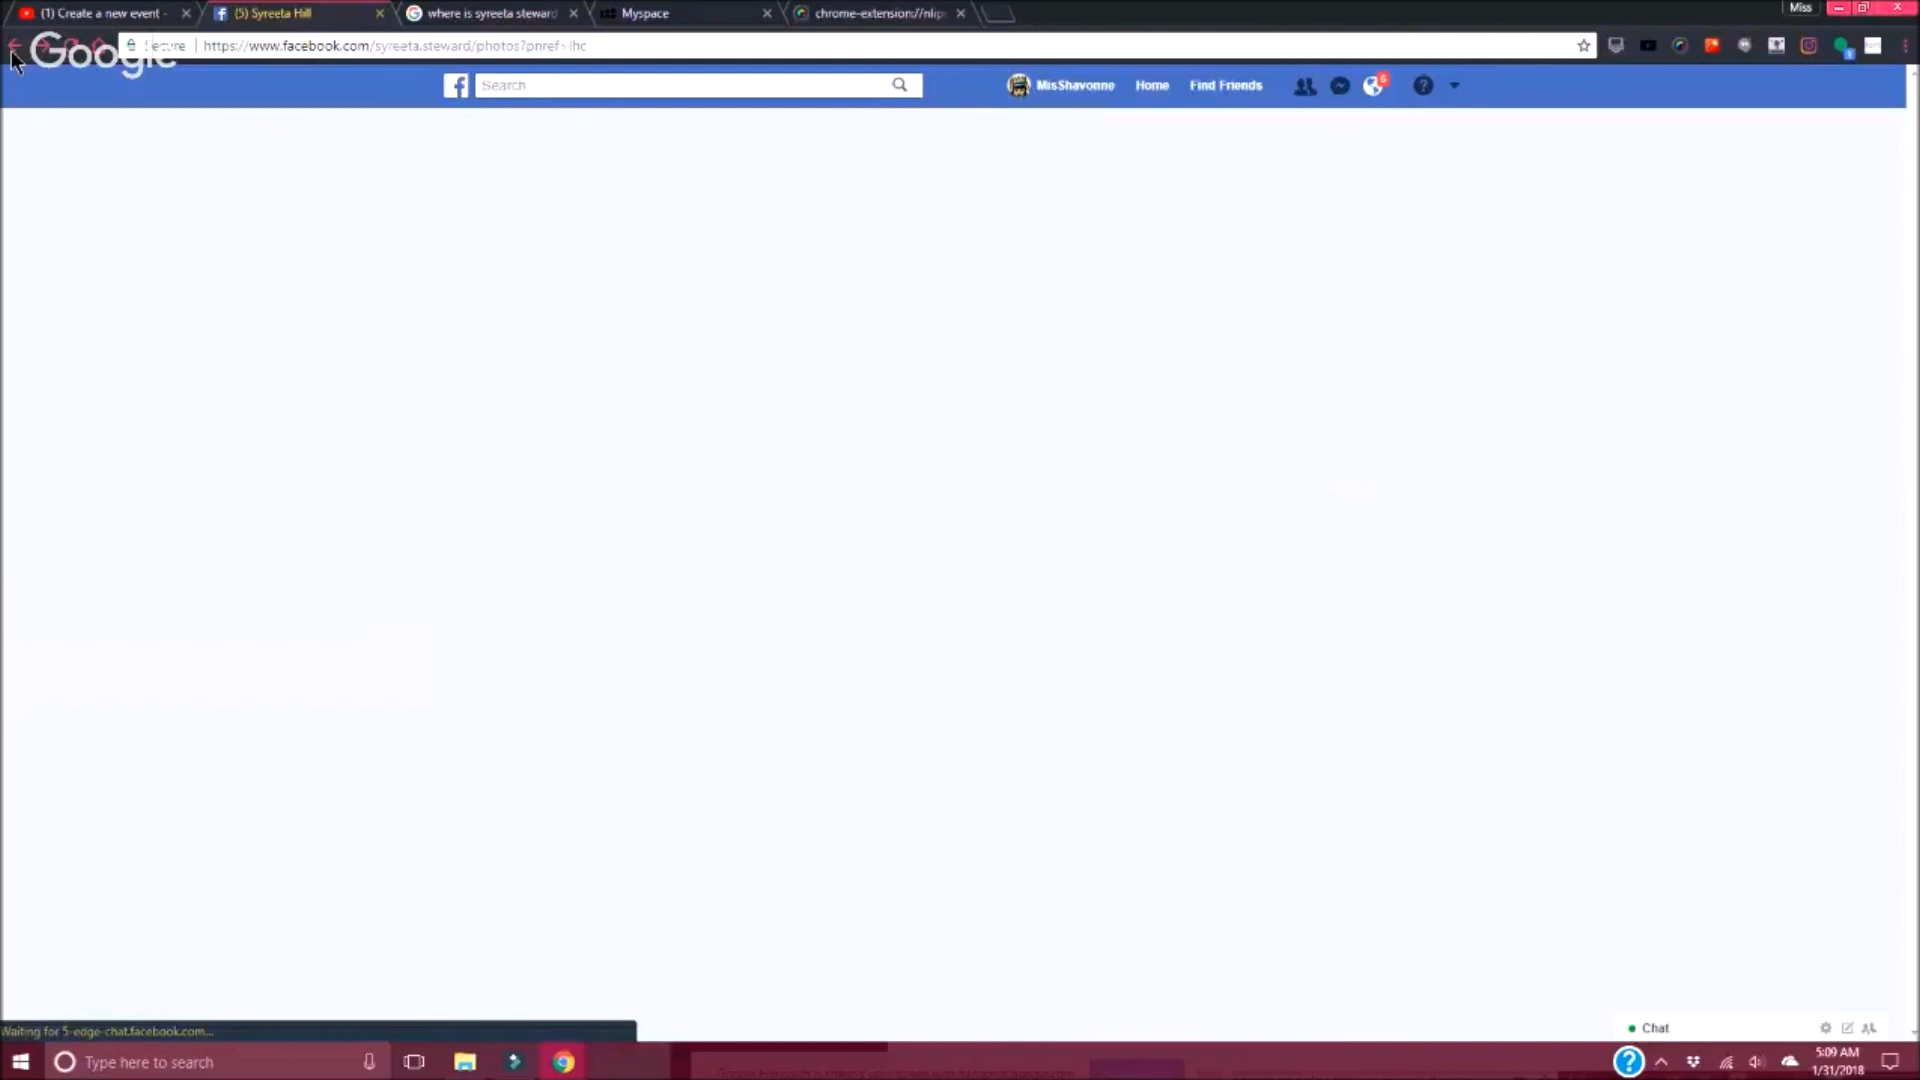 (1) Create a new event -
(5) Syreeta Hill
where is syreeta steward
Myspace
chrome-extension://nlip
Miss
Google
Secure
https://www.facebook.com/syreeta.steward/photos?pnref=lhc
Search
MisShavonne
Home
Find Friends
Waiting for 5-edge-chat.facebook.com...
Chat
Type here to search
5:09 AM
1/31/2018